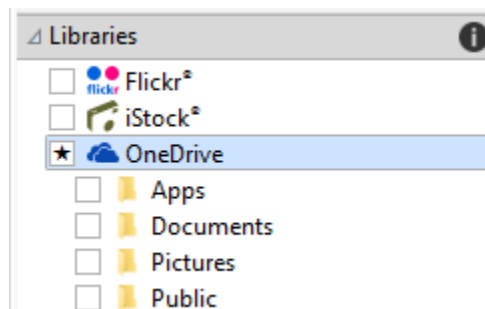 Libraries
flickr Flickr®
iStock®
OneDrive
Apps
Documents
Pictures
Public